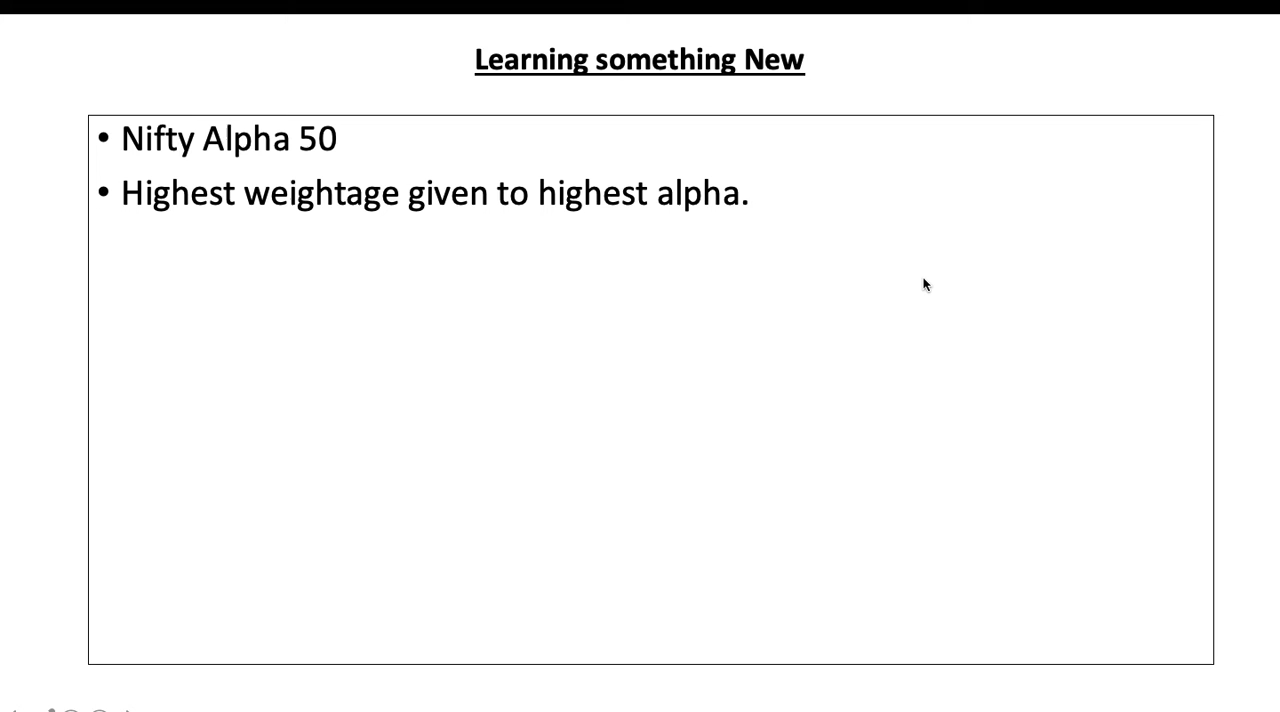 Learning something New
• Nifty Alpha 50
• Highest weightage given to highest alpha.